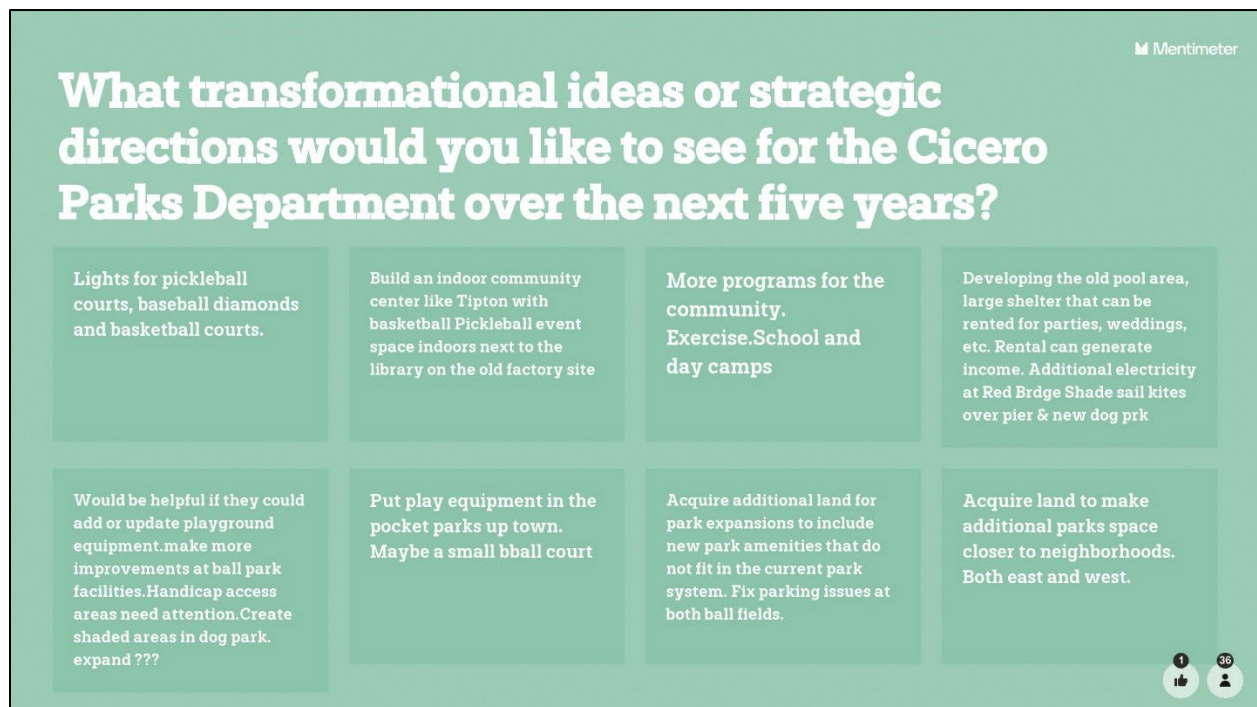 Mentimeter
What transformational ideas or strategic
directions would you like to see for the Cicero
Parks Department over the next five years?
Lights for pickleball
courts, baseball diamonds
and basketball courts.
Build an indoor community
center like Tipton with
basketball Pickleball event
space indoors next to the
library on the old factory site
More programs for the
community.
Exercise.School and
day camps
Developing the old pool area,
large shelter that can be
rented for parties, weddings,
etc. Rental can generate
income. Additional electricity
at Red Brdge Shade sail kites
over pier & new dog prk
Would be helpful if they could
add or update playground
equipment.make more
improvements at ball park
facilities.Handicap access
areas need attention.Create
shaded areas in dog park.
expand ???
Put play equipment in the
pocket parks up town.
Maybe a small bball court
Acquire additional land for
park expansions to include
new park amenities that do
not fit in the current park
system. Fix parking issues at
both ball fields.
Acquire land to make
additional parks space
closer to neighborhoods.
Both east and west.
1
36